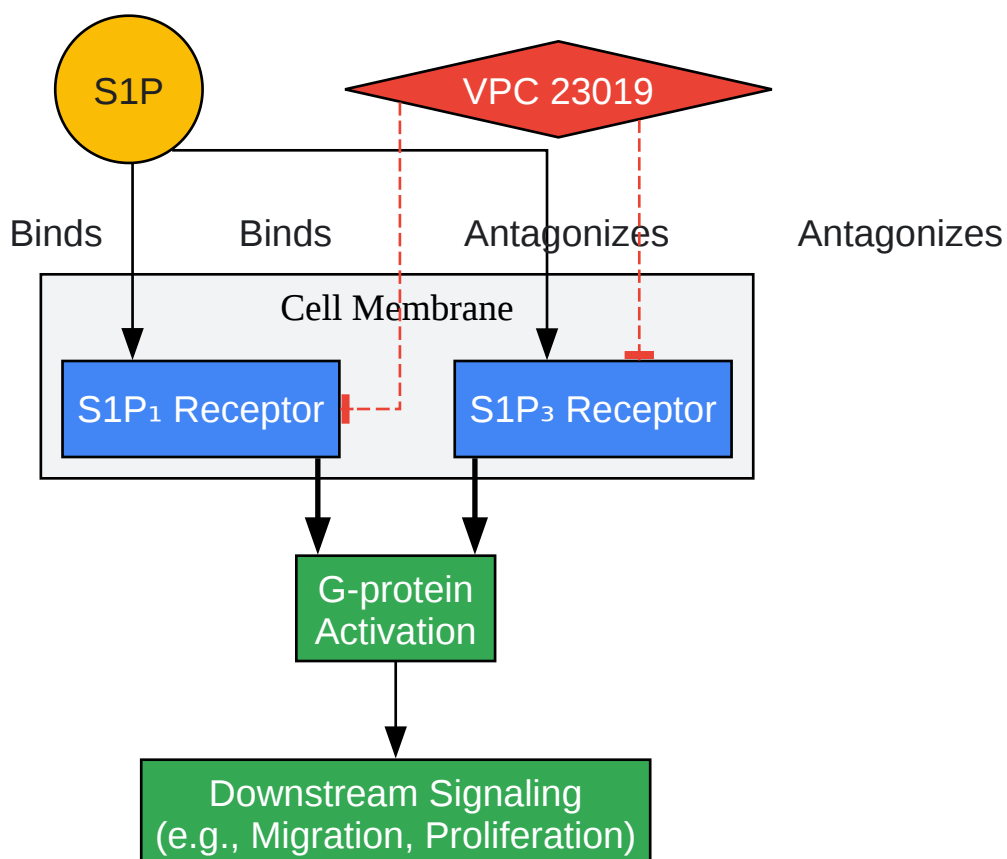 S1P
VPC 23019
Binds
Binds
Antagonizes
Antagonizes
Cell Membrane
S1P₁ Receptor
S1P₃ Receptor
G-protein
Activation
Downstream Signaling
(e.g., Migration, Proliferation)